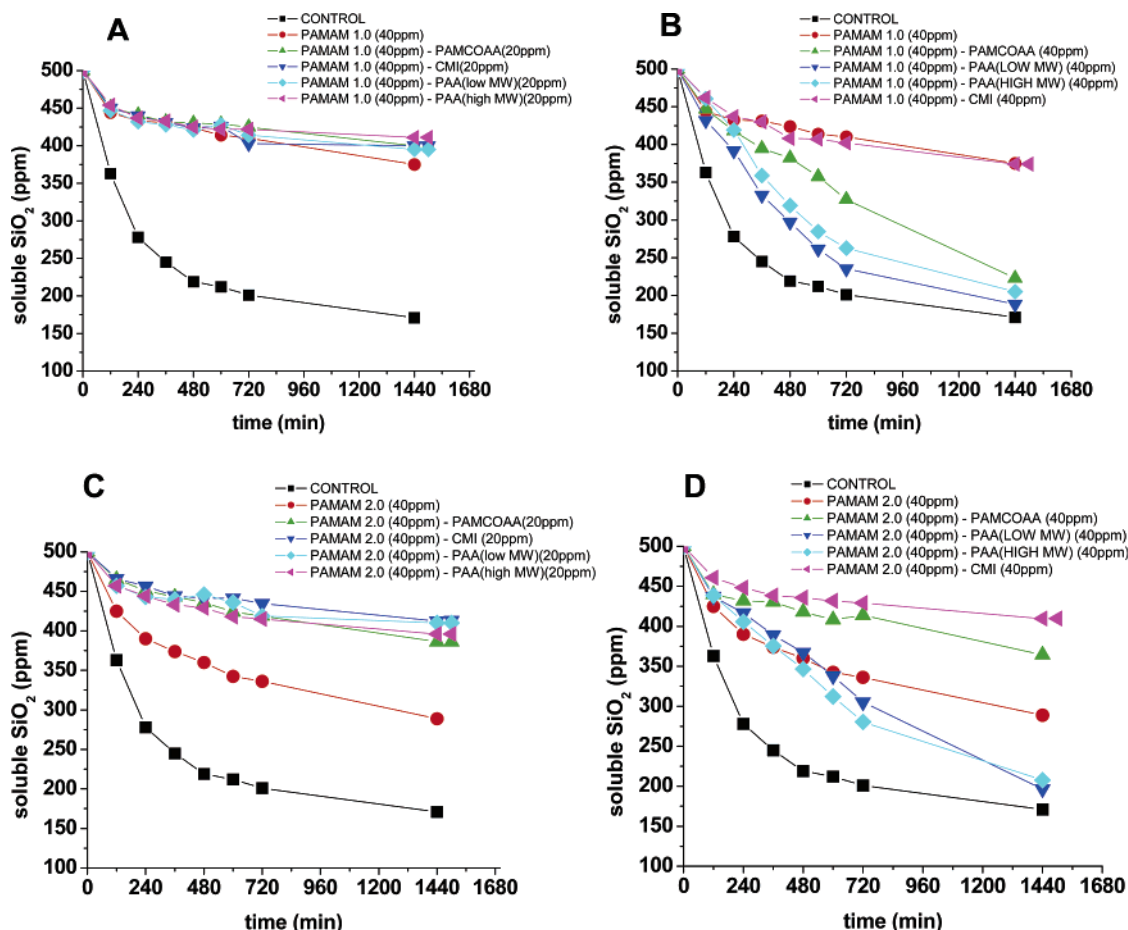 A
CONTROL
PAMAM 1.0 (40ppm)
PAMAM 1.0 (40ppm) - PAMCOAA(20ppm)
PAMAM 1.0 (40ppm) - CMI(20ppm)
PAMAM 1.0 (40ppm) - PAA(low MW)(20ppm)
PAMAM 1.0 (40ppm) - PAA(high MW)(20ppm)
500
450
400
350
300
250
200
150
100
soluble SiO2 (ppm)
0 240 480 720 960 1200 1440 1680
time (min)
B
CONTROL
PAMAM 1.0 (40ppm)
PAMAM 1.0 (40ppm) - PAMCOAA (40ppm)
PAMAM 1.0 (40ppm) - PAA(LOW MW) (40ppm)
PAMAM 1.0 (40ppm) - PAA(HIGH MW) (40ppm)
PAMAM 1.0 (40ppm) - CMI (40ppm)
500
450
400
350
300
250
200
150
100
soluble SiO2 (ppm)
0 240 480 720 960 1200 1440 1680
time (min)
C
CONTROL
PAMAM 2.0 (40ppm)
PAMAM 2.0 (40ppm) - PAMCOAA(20ppm)
PAMAM 2.0 (40ppm) - CMI (20ppm)
PAMAM 2.0 (40ppm) - PAA(low MW)(20ppm)
PAMAM 2.0 (40ppm) - PAA(high MW)(20ppm)
500
450
400
350
300
250
200
150
100
soluble SiO2 (ppm)
0 240 480 720 960 1200 1440 1680
time (min)
D
CONTROL
PAMAM 2.0 (40ppm)
PAMAM 2.0 (40ppm) - PAMCOAA (40ppm)
PAMAM 2.0 (40ppm) - PAA(LOW MW) (40ppm)
PAMAM 2.0 (40ppm) - PAA(HIGH MW) (40ppm)
PAMAM 2.0 (40ppm) - CMI (40ppm)
500
450
400
350
300
250
200
150
100
soluble SiO2 (ppm)
0 240 480 720 960 1200 1440 1680
time (min)